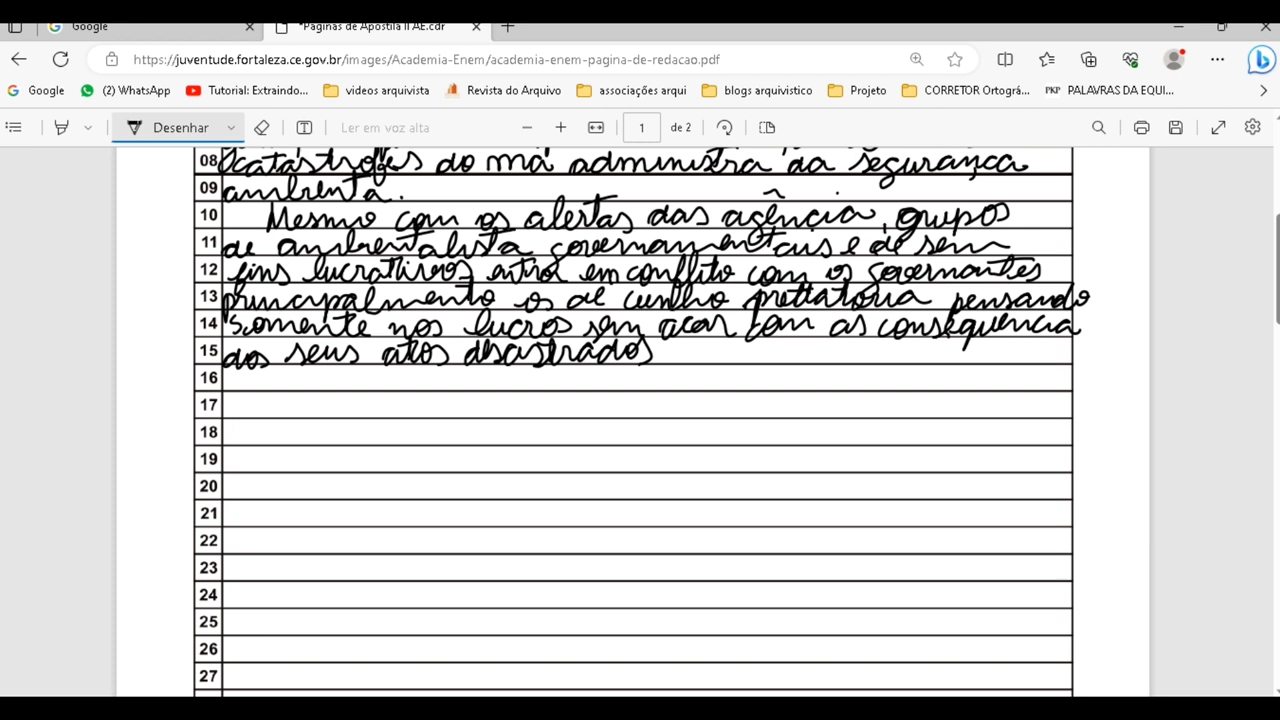 Google
*Paginas de Apostila II AE.cdr
https://juventude.fortaleza.ce.gov.br/images/Academia-Enem/academia-enem-pagina-de-redacao.pdf
Google (2) WhatsApp Tutorial: Extraindo... videos arquivista Revista do Arquivo associações arqui blogs arquivistico Projeto CORRETOR Ortográ... PKP PALAVRAS DA EQUI...
Desenhar Ler em voz alta 1 de 2
08 catástrofes do má administra da segurança
09 ambienta.
10 Mesmo com os alertas das agência, grupos
11 de ambientalista governamentais e de sem
12 fins lucrativos entra em conflito com os governantes
13 principalmente os de cunho pensando
14 somente nos lucros sem acar com as consequência
15 dos seus atos desastrados
16
17
18
19
20
21
22
23
24
25
26
27